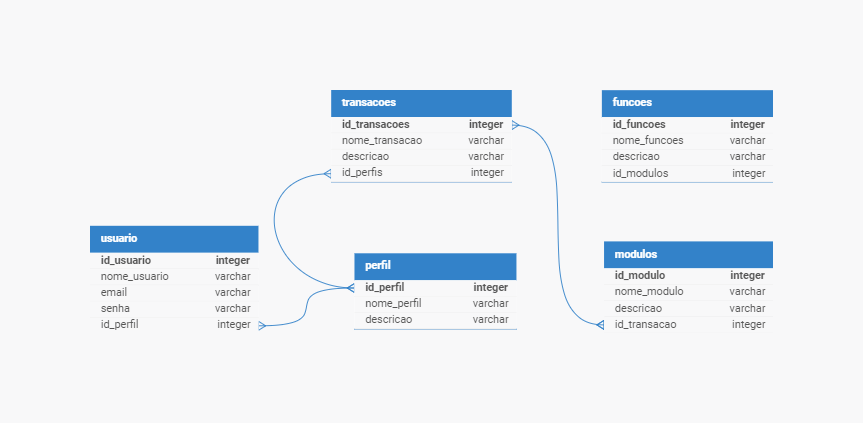 transacoes
id_transacoes integer
nome_transacao varchar
descricao varchar
id_perfis integer
funcoes
id_funcoes integer
nome_funcoes varchar
descricao varchar
id_modulos integer
usuario
id_usuario integer
nome_usuario varchar
email varchar
senha varchar
id_perfil integer
perfil
id_perfil integer
nome_perfil varchar
descricao varchar
modulos
id_modulo integer
nome_modulo varchar
descricao varchar
id_transacao integer